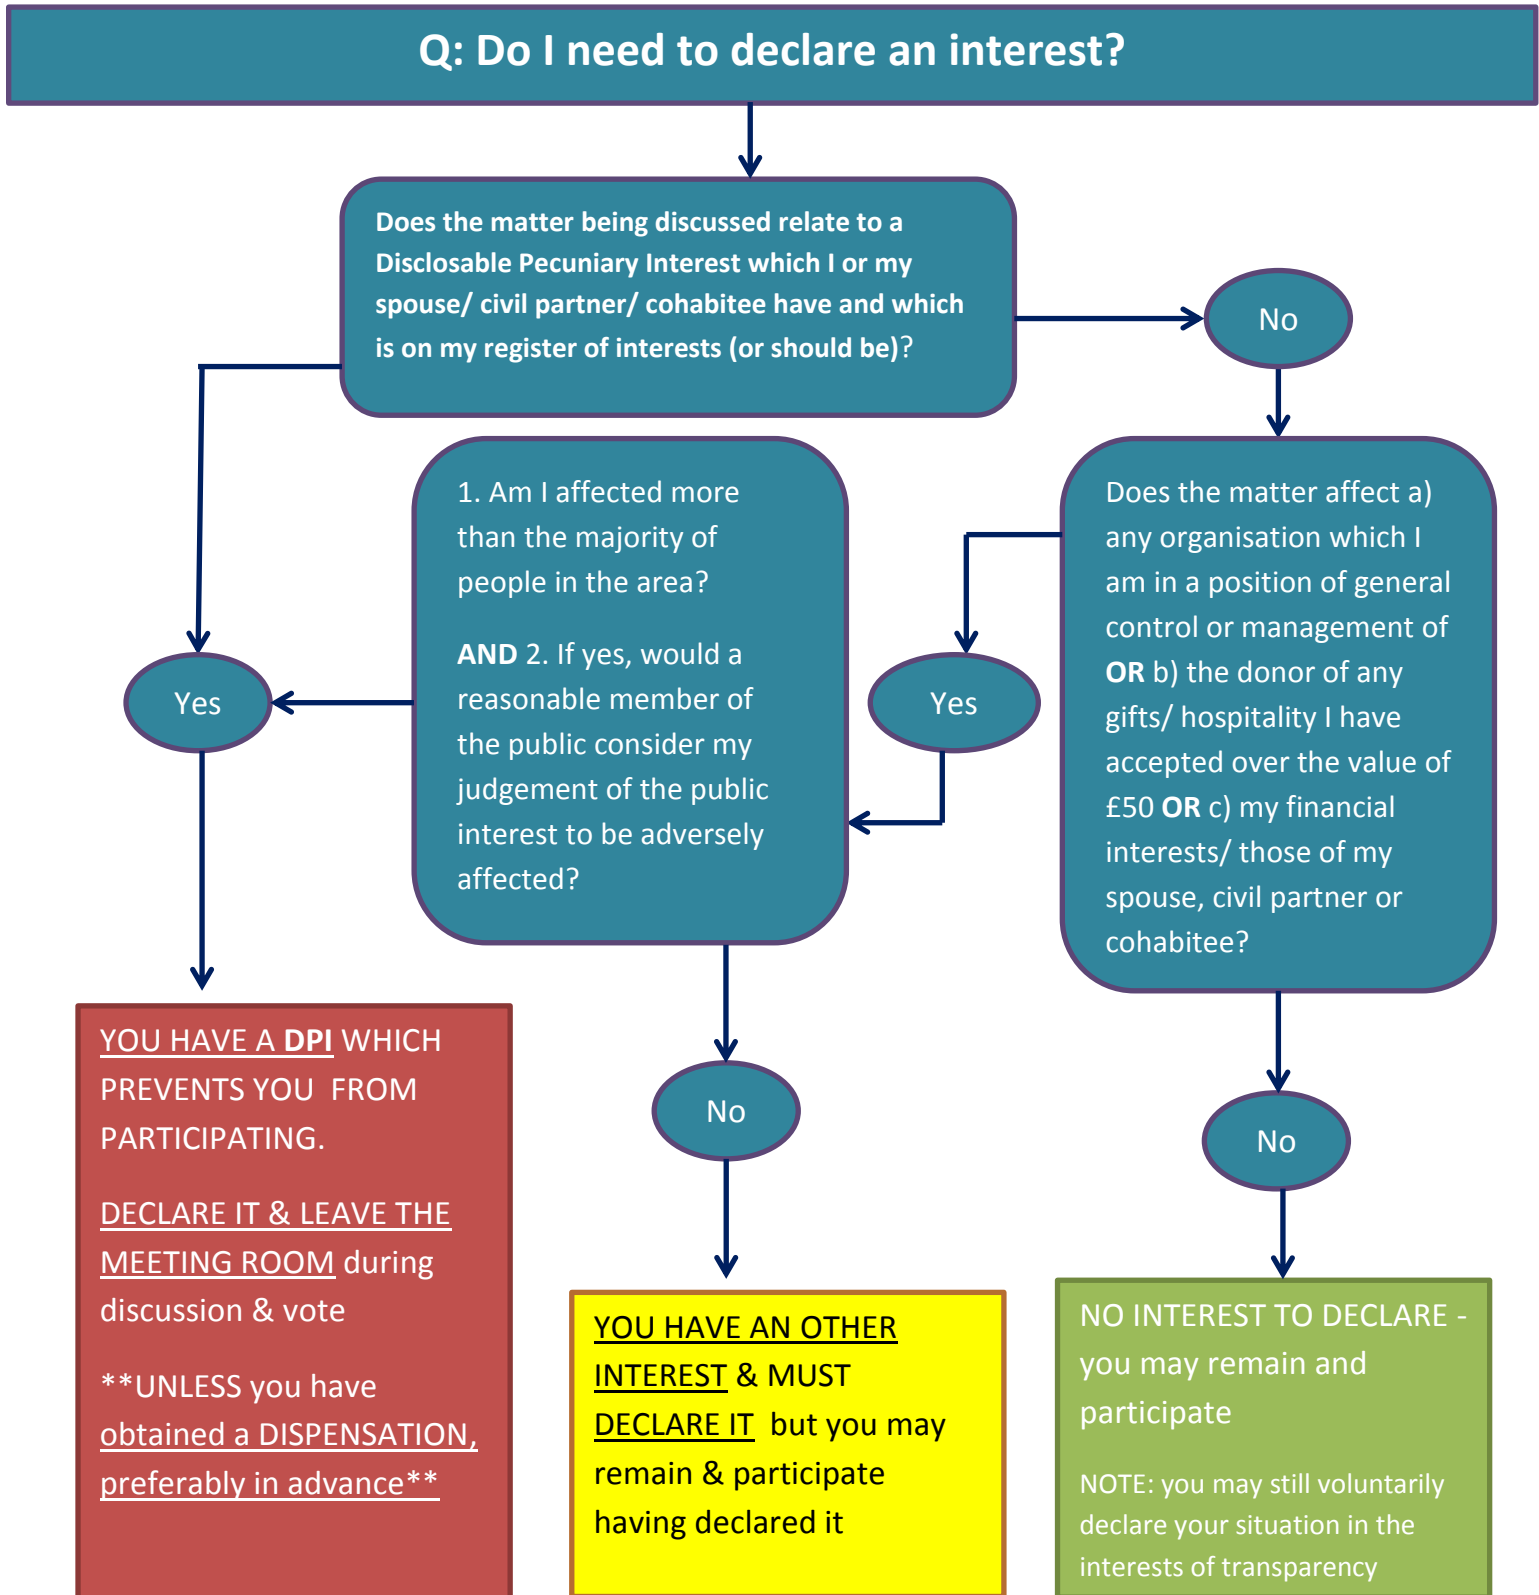 Q: Do I need to declare an interest?
Does the matter being discussed relate to a
Disclosable Pecuniary Interest which I or my
spouse/ civil partner/ cohabitee have and which
is on my register of interests (or should be)?
No
1. Am I affected more
than the majority of
people in the area?
AND 2. If yes, would a
reasonable member of
the public consider my
judgement of the public
interest to be adversely
affected?
Does the matter affect a)
any organisation which I
am in a position of general
control or management of
OR b) the donor of any
gifts/ hospitality I have
accepted over the value of
£50 OR c) my financial
interests/ those of my
spouse, civil partner or
cohabitee?
Yes
Yes
YOU HAVE A DPI WHICH
PREVENTS YOU FROM
PARTICIPATING.
DECLARE IT & LEAVE THE
MEETING ROOM during
discussion & vote
**UNLESS you have
obtained a DISPENSATION,
preferably in advance**
No
No
YOU HAVE AN OTHER
INTEREST & MUST
DECLARE IT but you may
remain & participate
having declared it
NO INTEREST TO DECLARE -
you may remain and
participate
NOTE: you may still voluntarily
declare your situation in the
interests of transparency